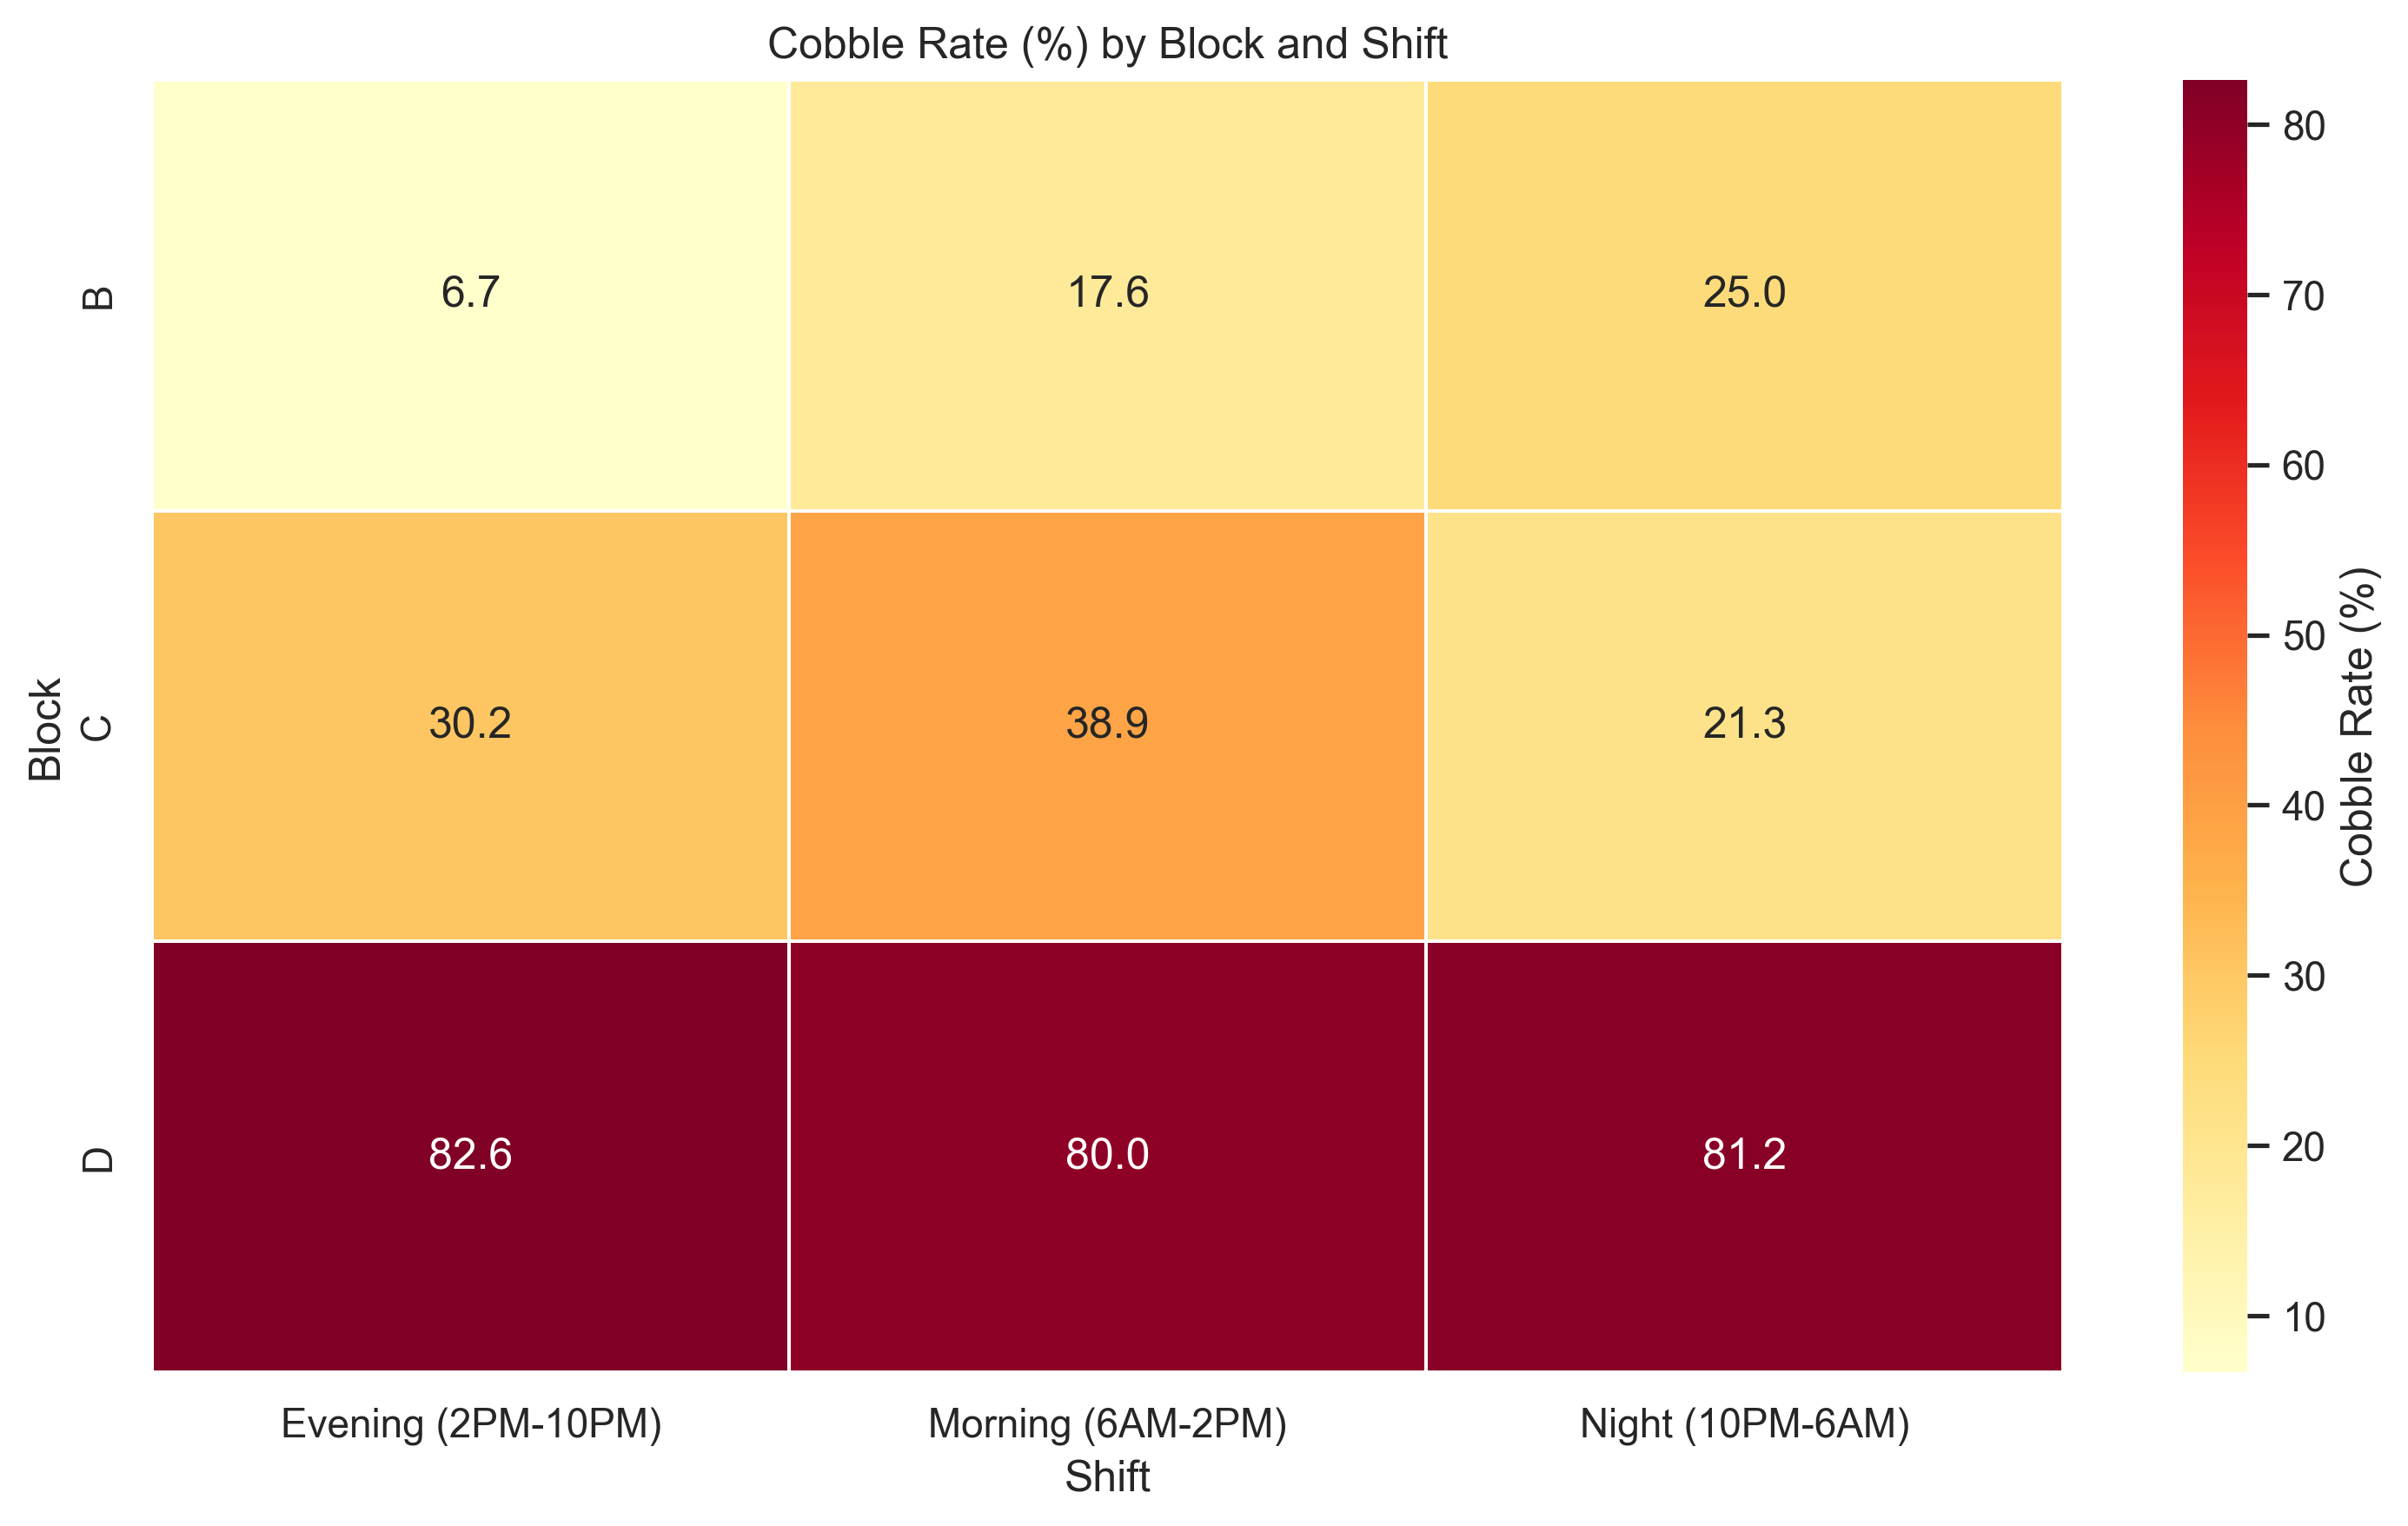 Cobble Rate (%) by Block and Shift
Block
B
6.7
17.6
25.0
C
30.2
38.9
21.3
D
82.6
80.0
81.2
Evening (2PM-10PM)
Morning (6AM-2PM)
Night (10PM-6AM)
Shift
80
70
60
50
40
30
20
10
Cobble Rate (%)